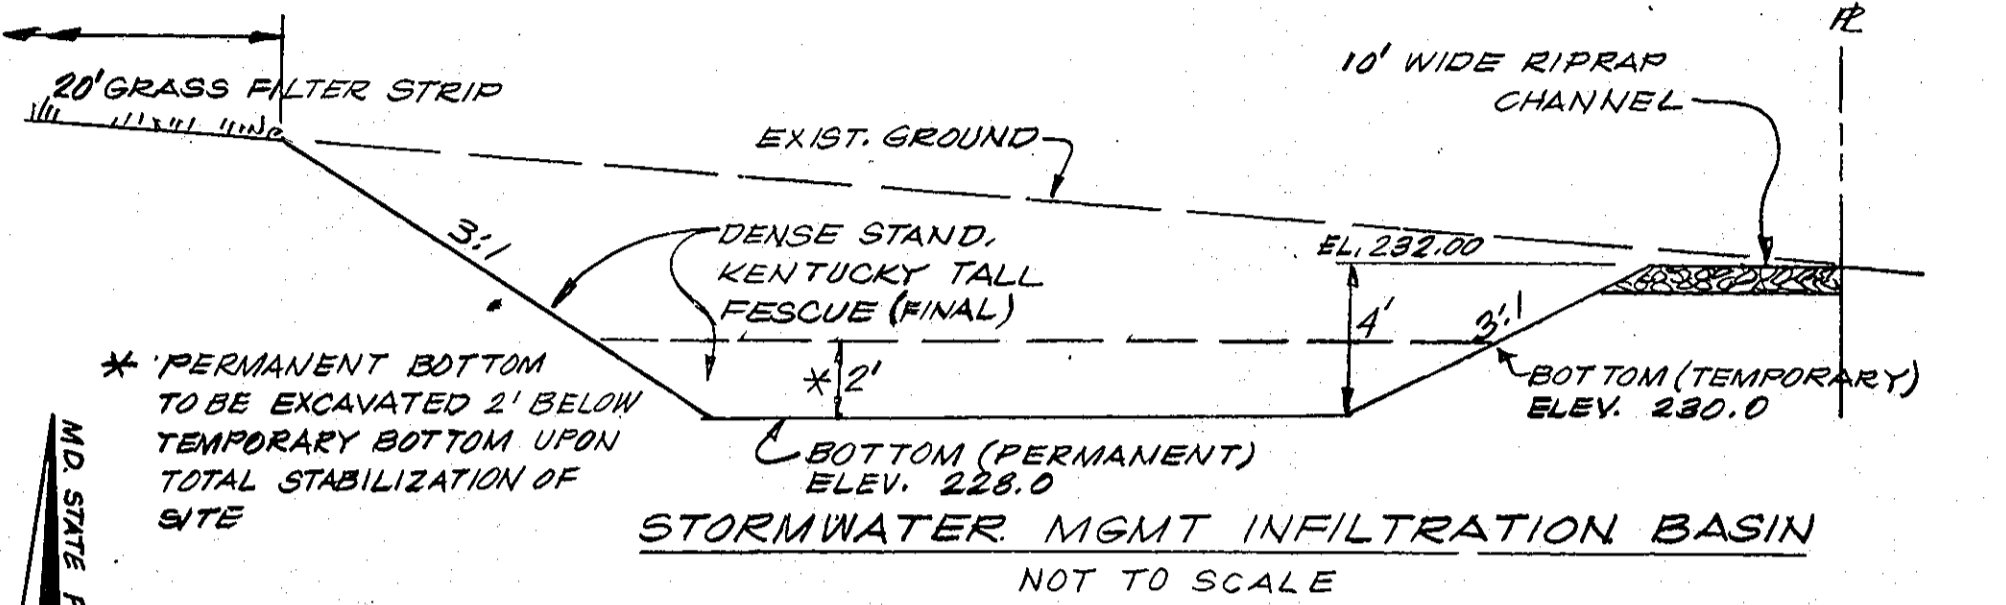 20' GRASS FILTER STRIP
EXIST. GROUND
10' WIDE RIPRAP
CHANNEL
PL
3:1
DENSE STAND,
KENTUCKY TALL
FESCUE (FINAL)
EL. 232.00
4'
3:1
* 2'
BOTTOM (TEMPORARY)
ELEV. 230.0
* PERMANENT BOTTOM
TO BE EXCAVATED 2' BELOW
TEMPORARY BOTTOM UPON
TOTAL STABILIZATION OF
SITE
BOTTOM (PERMANENT)
ELEV. 228.0
STORMWATER MGMT INFILTRATION BASIN
NOT TO SCALE
MD. STATE